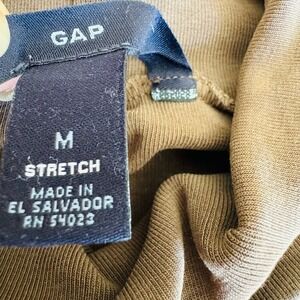 GAP
M
STRETCH
MADE IN
EL SALVADOR
RN 54023